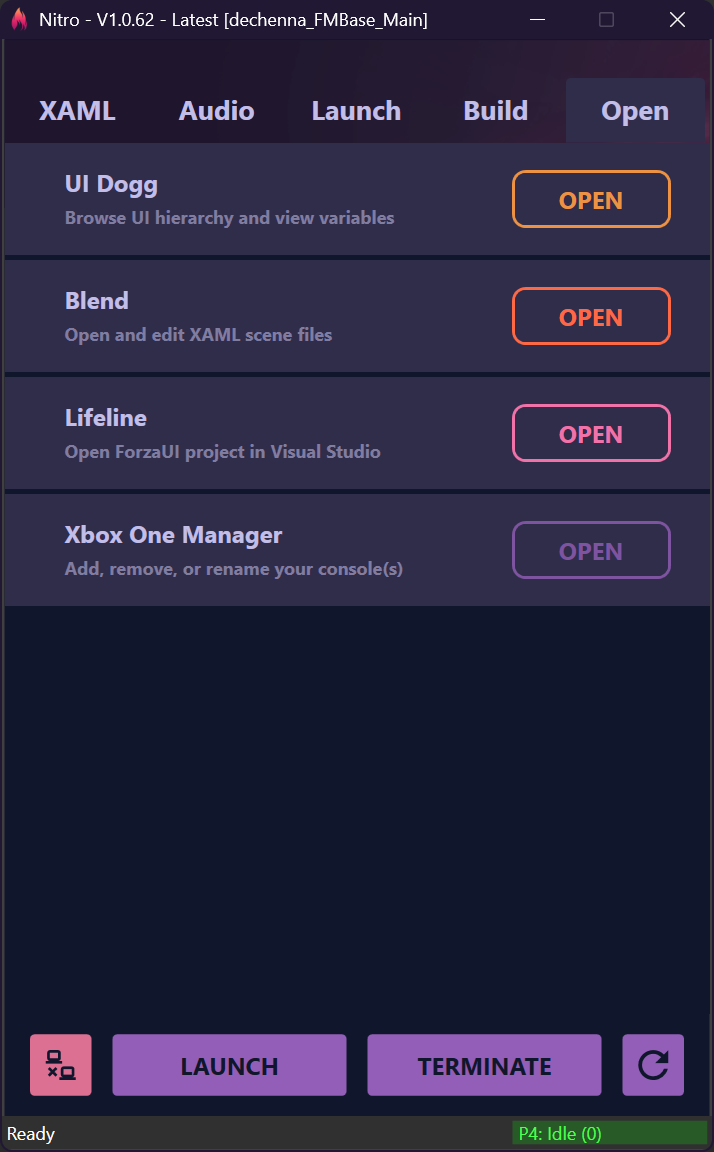 Nitro - V1.0.62 - Latest [dechenna_FMBase_Main]
XAML Audio Launch Build Open
UI Dogg
Browse UI hierarchy and view variables
OPEN
Blend
Open and edit XAML scene files
OPEN
Lifeline
Open ForzaUI project in Visual Studio
OPEN
Xbox One Manager
Add, remove, or rename your console(s)
OPEN
LAUNCH TERMINATE
Ready P4: Idle (0)